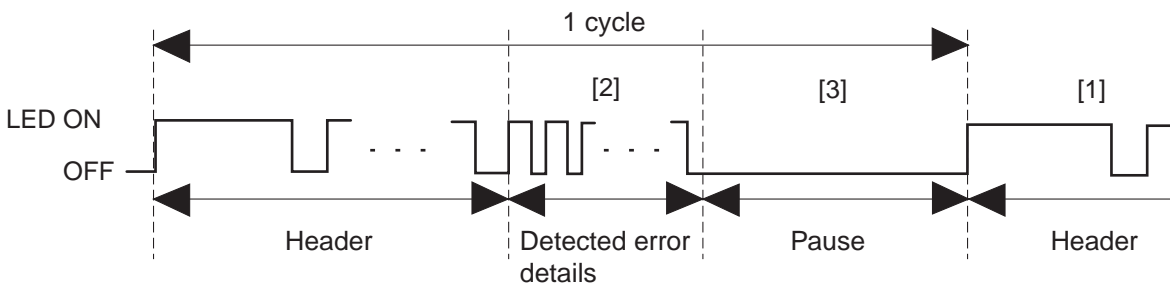 1 cycle
[2]
[3]
[1]
LED ON
OFF
Header
Detected error
details
Pause
Header